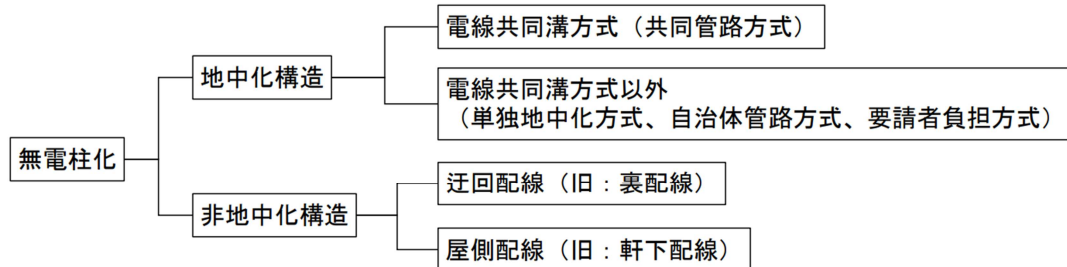 無電柱化
地中化構造
電線共同溝方式（共同管路方式）
電線共同溝方式以外
（単独地中化方式、自治体管路方式、要請者負担方式）
非地中化構造
迂回配線（旧：裏配線）
屋側配線（旧：軒下配線）